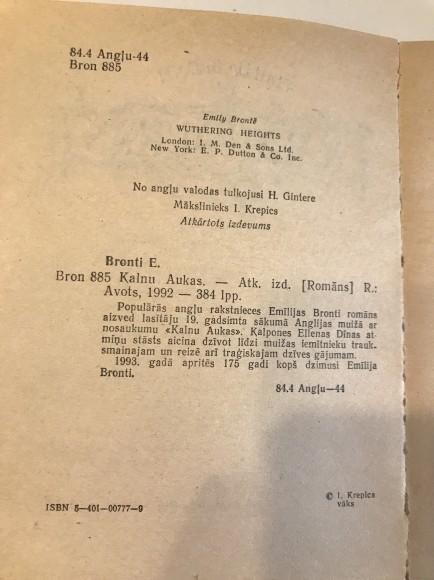 84.4 Angļu-44
Bron 885
Emily Brontë
WUTHERING HEIGHTS
London: I. M. Den & Sons Ltd.
New York: E. P. Dutton & Co. Inc.
No angļu valodas tulkojusi H. Gintere
Mākslinieks I. Krepics
Atkārtots izdevums
Bronti E.
Bron 885 Kalnu Aukas. — Atk. izd. [Romāns] R.:
Avots, 1992 — 384 lpp.
Populārās angļu rakstnieces Emīlijas Bronti romāns
aizved lasītāju 19. gadsimta sākumā Anglijas muižā ar
nosaukumu «Kalnu Aukas». Kalpones Ellenas Dīnas at-
miņu stāsts aicina dzīvot līdzi muižas iemītnieku trauk-
smainajam un reizē arī traģiskajam dzīves gājumam.
1993. gadā apritēs 175 gadi kopš dzimusi Emīlija
Bronti.
84.4 Angļu—44
ISBN 5—401—00777—9
© I. Krepics
vāks